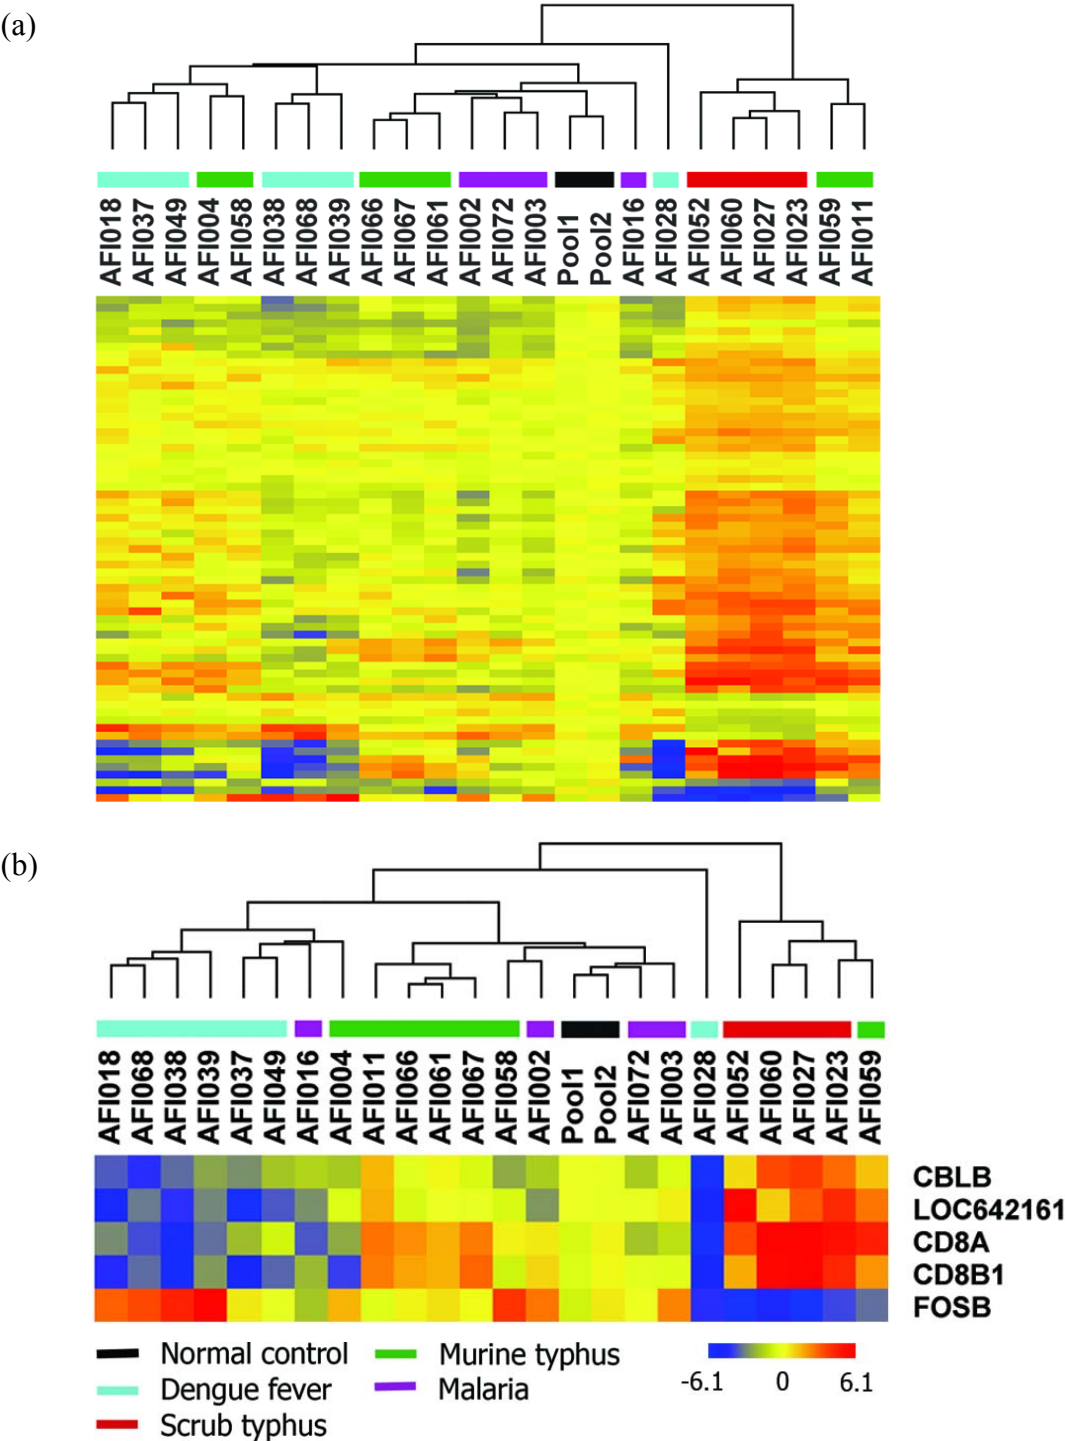 (a)
AFI018 AFI037 AFI049 AFI004 AFI058 AFI038 AFI068 AFI039 AFI066 AFI067 AFI061 AFI002 AFI072 AFI003 Pool1 Pool2 AFI016 AFI028 AFI052 AFI060 AFI027 AFI023 AFI059 AFI011
(b)
AFI018 AFI068 AFI038 AFI039 AFI037 AFI049 AFI016 AFI004 AFI011 AFI066 AFI061 AFI067 AFI058 AFI002 Pool1 Pool2 AFI072 AFI003 AFI028 AFI052 AFI060 AFI027 AFI023 AFI059
CBLB
LOC642161
CD8A
CD8B1
FOSB
Normal control Murine typhus
Dengue fever Malaria
Scrub typhus
-6.1 0 6.1